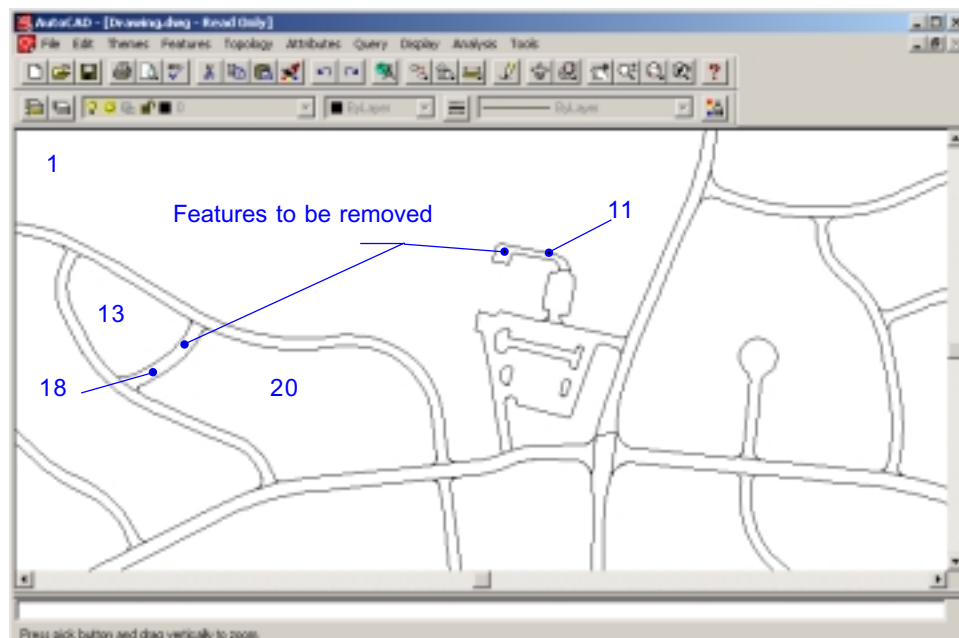 AutoCAD - [Drawing.dwg - Read Only]
File Edit Themes Features Topology Attributes Query Display Analysis Tools
0 ByLayer ByLayer
1
Features to be removed
11
13
18
20
Press pick button and drag vertically to zoom.